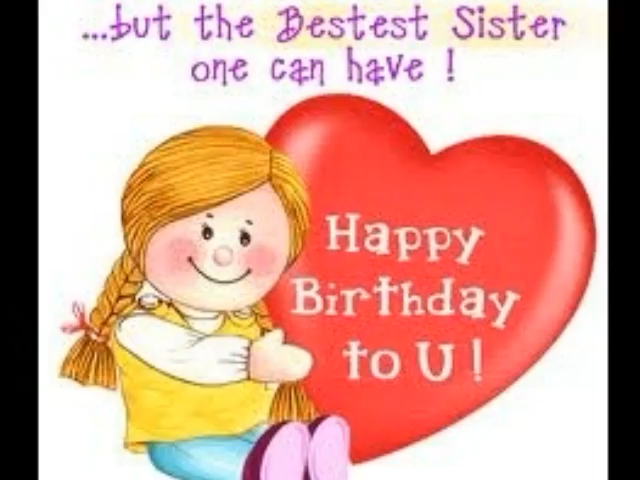 ...but the Bestest Sister
one can have !
Happy
Birthday
to U !